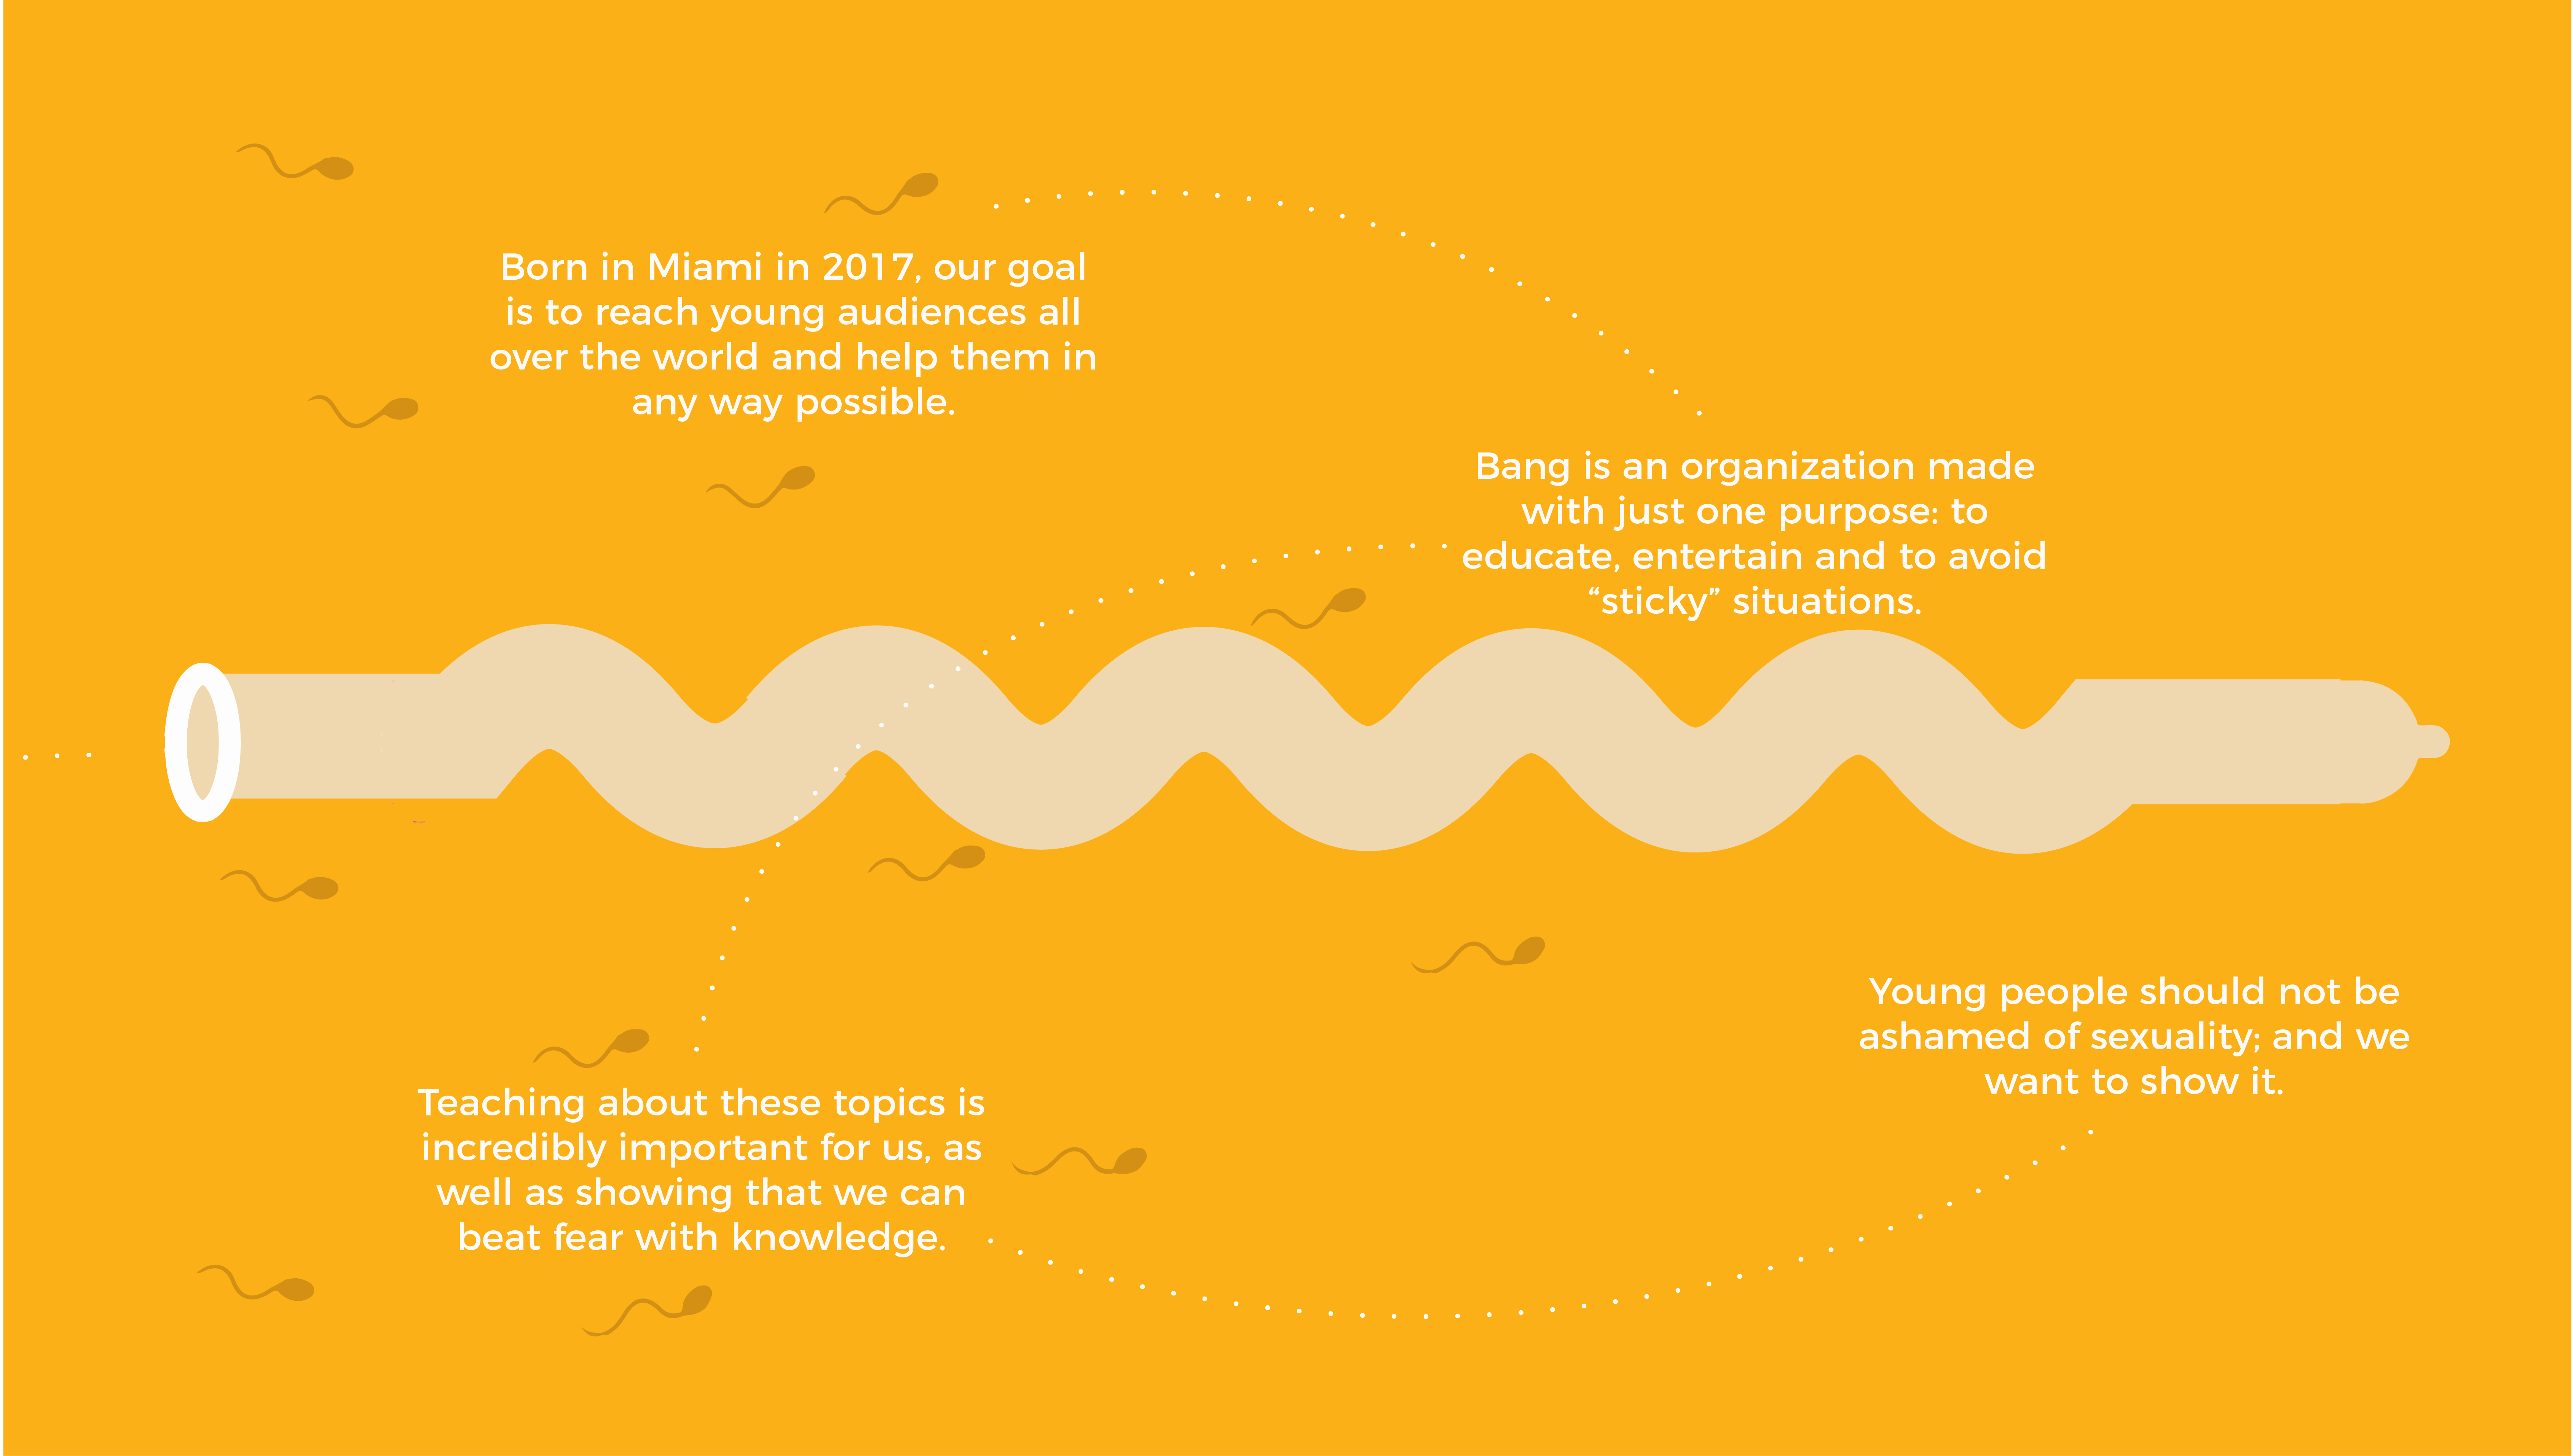 Born in Miami in 2017, our goal
is to reach young audiences all
over the world and help them in
any way possible.
Bang is an organization made
with just one purpose: to
educate, entertain and to avoid
“sticky” situations.
Teaching about these topics is
incredibly important for us, as
well as showing that we can
beat fear with knowledge.
Young people should not be
ashamed of sexuality; and we
want to show it.